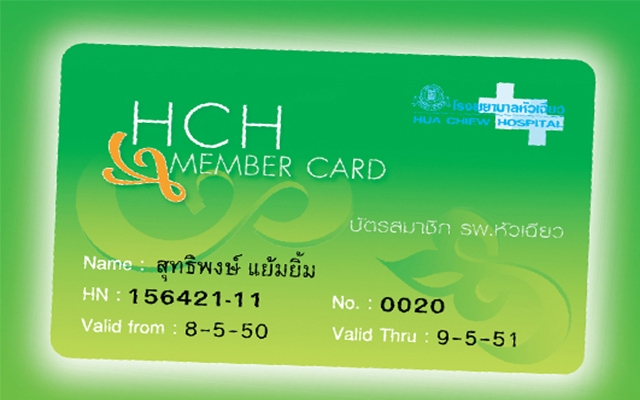 HCH
MEMBER CARD
โรงพยาบาลหัวเฉียว
HUA CHIEW HOSPITAL
บัตรสมาชิก รพ.หัวเฉียว
Name : สุทธิพงษ์ แย้มยิ้ม
HN : 156421-11
No. : 0020
Valid from : 8-5-50
Valid Thru : 9-5-51